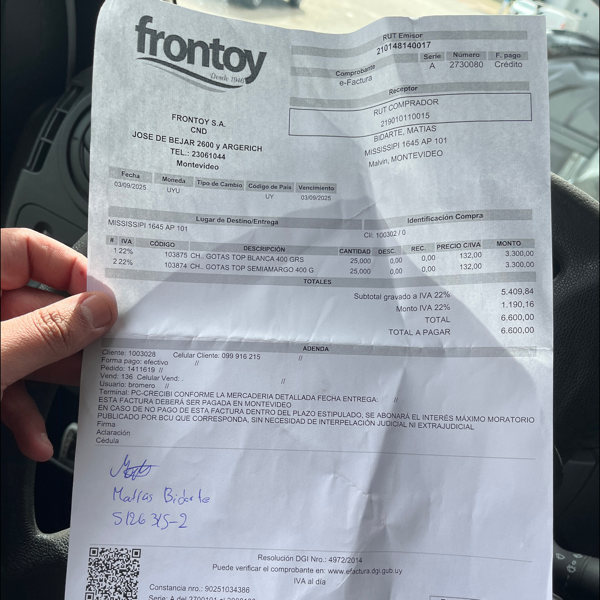 frontoy
Desde 1946
RUT Emisor
210148140017
Comprobante Serie Número F. pago
e-Factura A 2730080 Crédito
Receptor
RUT COMPRADOR
219010110015
BIDARTE, MATIAS
MISSISSIPI 1645 AP 101
Malvin, MONTEVIDEO
FRONTOY S.A.
CND
JOSE DE BEJAR 2600 y ARGERICH
TEL.: 23061044
Montevideo
Fecha Moneda Tipo de Cambio Código de Pais Vencimiento
03/09/2025 UYU UY 03/09/2025
Lugar de Destino/Entrega Identificación Compra
MISSISSIPI 1645 AP 101 Cli: 100302 / 0
# IVA CÓDIGO DESCRIPCIÓN CANTIDAD DESC. REC. PRECIO C/IVA MONTO
1 22% 103875 CH.. GOTAS TOP BLANCA 400 GRS 25,000 0,00 0,00 132,00 3.300,00
2 22% 103874 CH.. GOTAS TOP SEMIAMARGO 400 G 25,000 0,00 0,00 132,00 3.300,00
TOTALES
Subtotal gravado a IVA 22% 5.409,84
Monto IVA 22% 1.190,16
TOTAL 6.600,00
TOTAL A PAGAR 6.600,00
ADENDA
Cliente: 1003028 Celular Cliente: 099 916 215 //
Forma pago: efectivo //
Pedido: 1411619 //
Vend: 136 Celular Vend: . //
Usuario: bromero //
Terminal: PC-CRECIBI CONFORME LA MERCADERIA DETALLADA FECHA ENTREGA: //
ESTA FACTURA DEBERÁ SER PAGADA EN MONTEVIDEO
EN CASO DE NO PAGO DE ESTA FACTURA DENTRO DEL PLAZO ESTIPULADO, SE ABONARÁ EL INTERÉS MÁXIMO MORATORIO
PUBLICADO POR BCU QUE CORRESPONDA, SIN NECESIDAD DE INTERPELACIÓN JUDICIAL NI EXTRAJUDICIAL
Firma
Aclaración
Cédula
Matías Bidarte
5126315-2
Resolución DGI Nro.: 4972/2014
Puede verificar el comprobante en: www.efactura.dgi.gub.uy
IVA al día
Constancia nro.: 90251034386